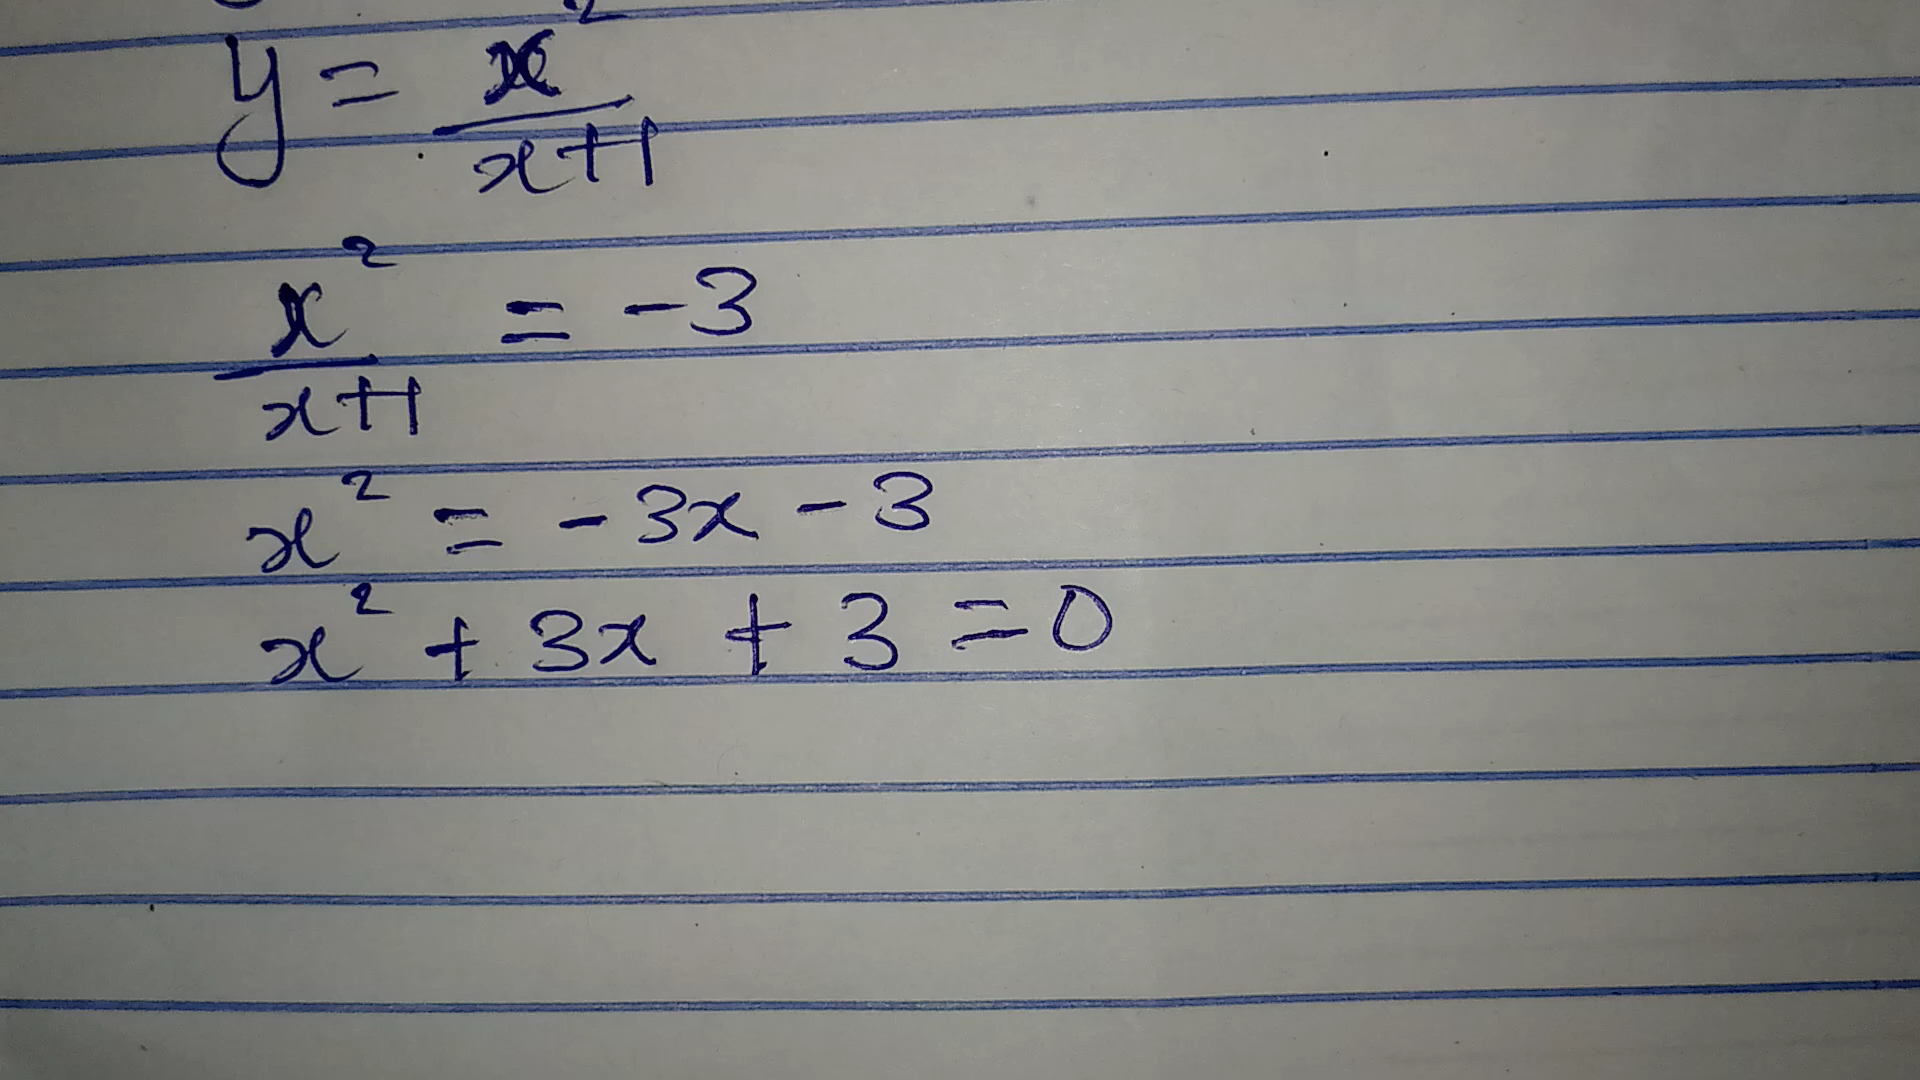 y = x²/x+1
x²/x+1 = -3
x² = -3x - 3
x² + 3x + 3 = 0